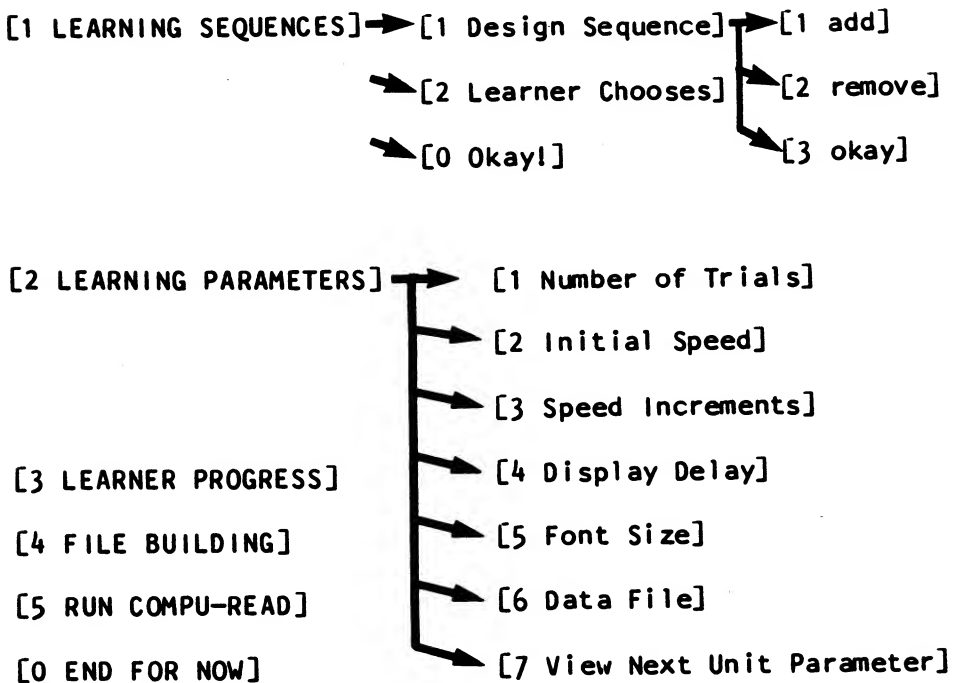 [1 LEARNING SEQUENCES] [1 Design Sequence] [1 add]
[2 Learner Chooses] [2 remove]
[0 Okay!] [3 okay]
[2 LEARNING PARAMETERS] [1 Number of Trials]
[2 Initial Speed]
[3 Speed Increments]
[3 LEARNER PROGRESS] [4 Display Delay]
[4 FILE BUILDING] [5 Font Size]
[5 RUN COMPU-READ] [6 Data File]
[0 END FOR NOW] [7 View Next Unit Parameter]